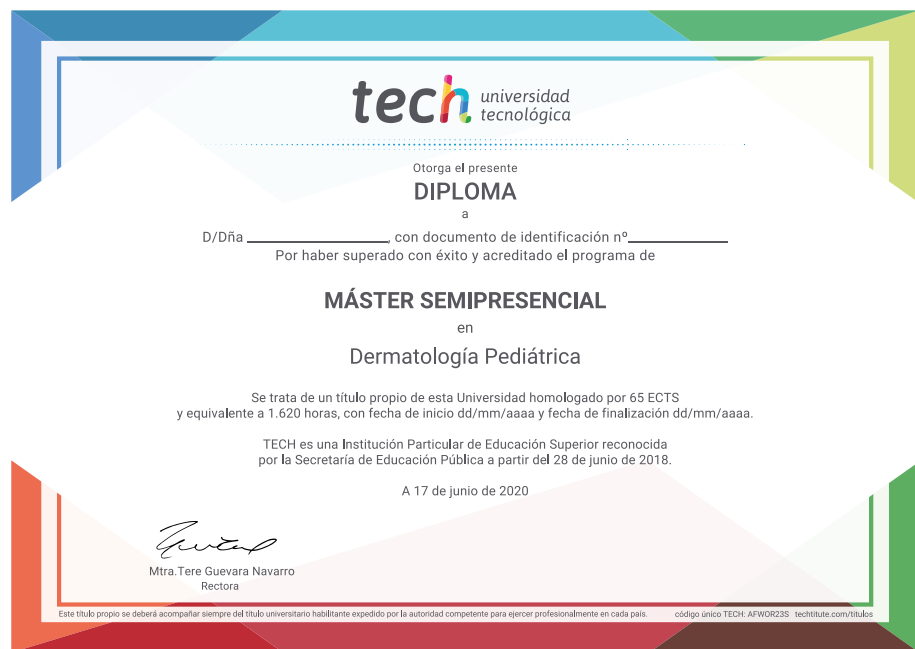 tech universidad
tecnológica
Otorga el presente
DIPLOMA
a
D/Dña , con documento de identificación nº
Por haber superado con éxito y acreditado el programa de
MÁSTER SEMIPRESENCIAL
en
Dermatología Pediátrica
Se trata de un título propio de esta Universidad homologado por 65 ECTS
y equivalente a 1.620 horas, con fecha de inicio dd/mm/aaaa y fecha de finalización dd/mm/aaaa.
TECH es una Institución Particular de Educación Superior reconocida
por la Secretaría de Educación Pública a partir del 28 de junio de 2018.
A 17 de junio de 2020
Mtra.Tere Guevara Navarro
Rectora
Este título propio se deberá acompañar siempre del título universitario habilitante expedido por la autoridad competente para ejercer profesionalmente en cada país. código único TECH: AFWOR23S techtitute.com/titulos